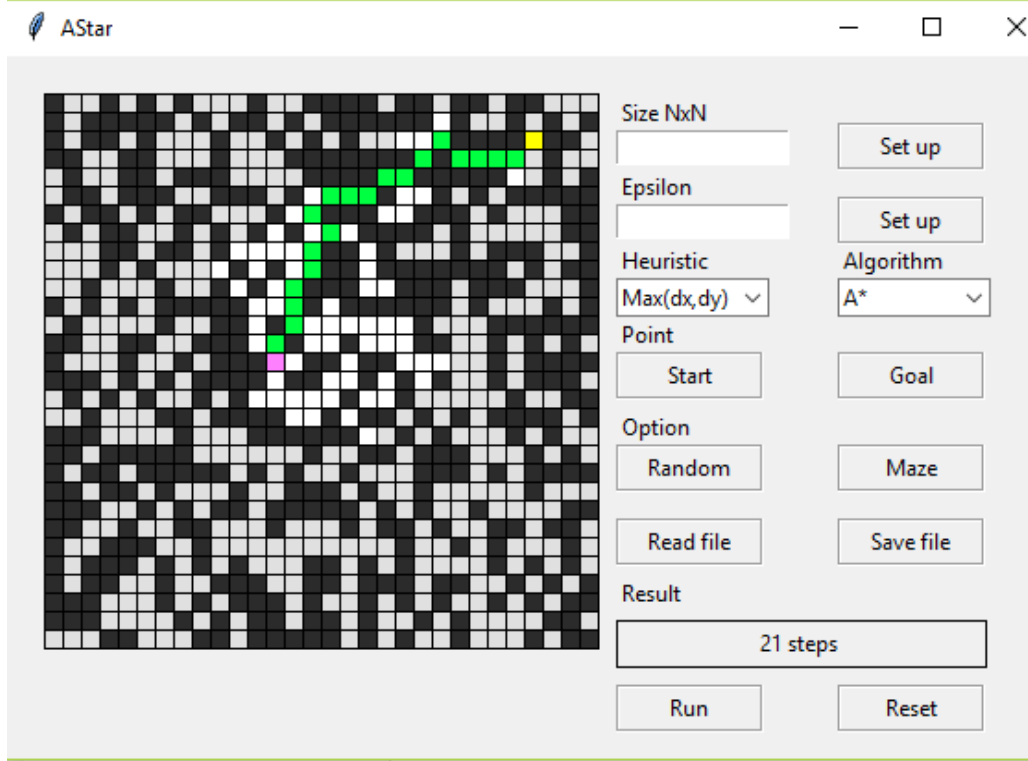 AStar
Size NxN
Set up
Epsilon
Set up
Heuristic
Algorithm
Max(dx,dy)
A*
Point
Start
Goal
Option
Random
Maze
Read file
Save file
Result
21 steps
Run
Reset